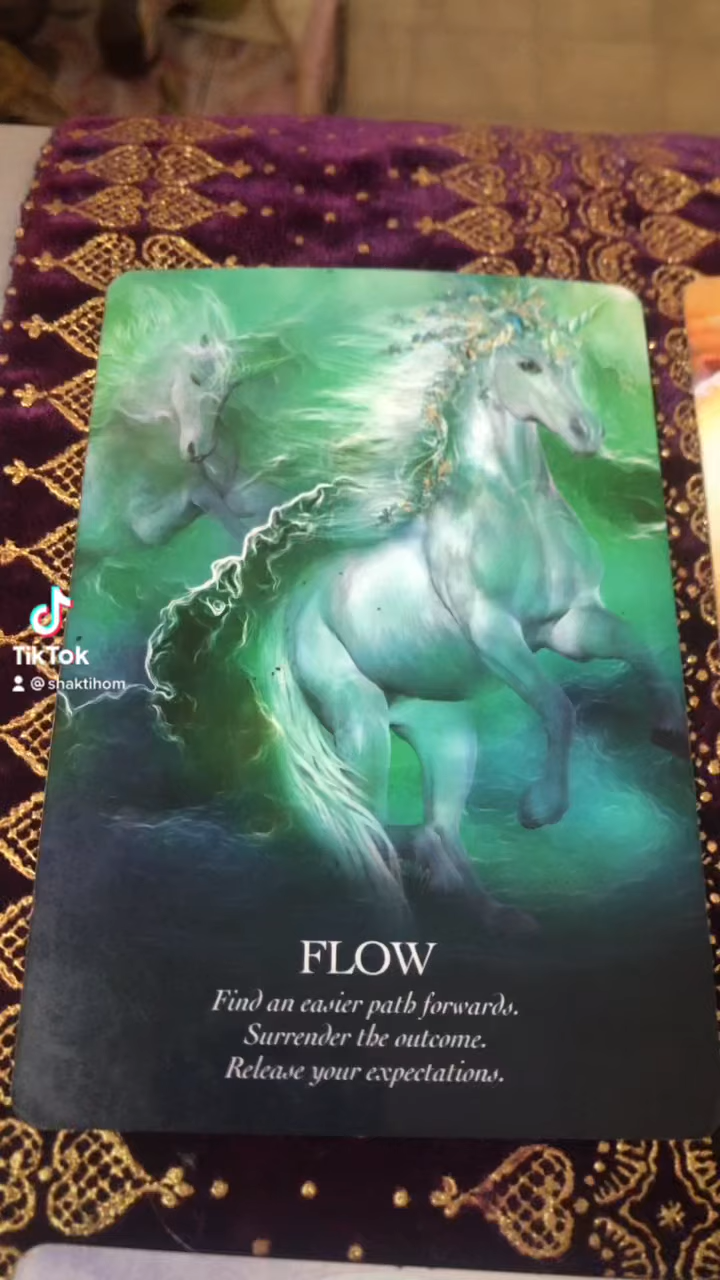 TikTok
@shaktihom
FLOW
Find an easier path forwards.
Surrender the outcome.
Release your expectations.